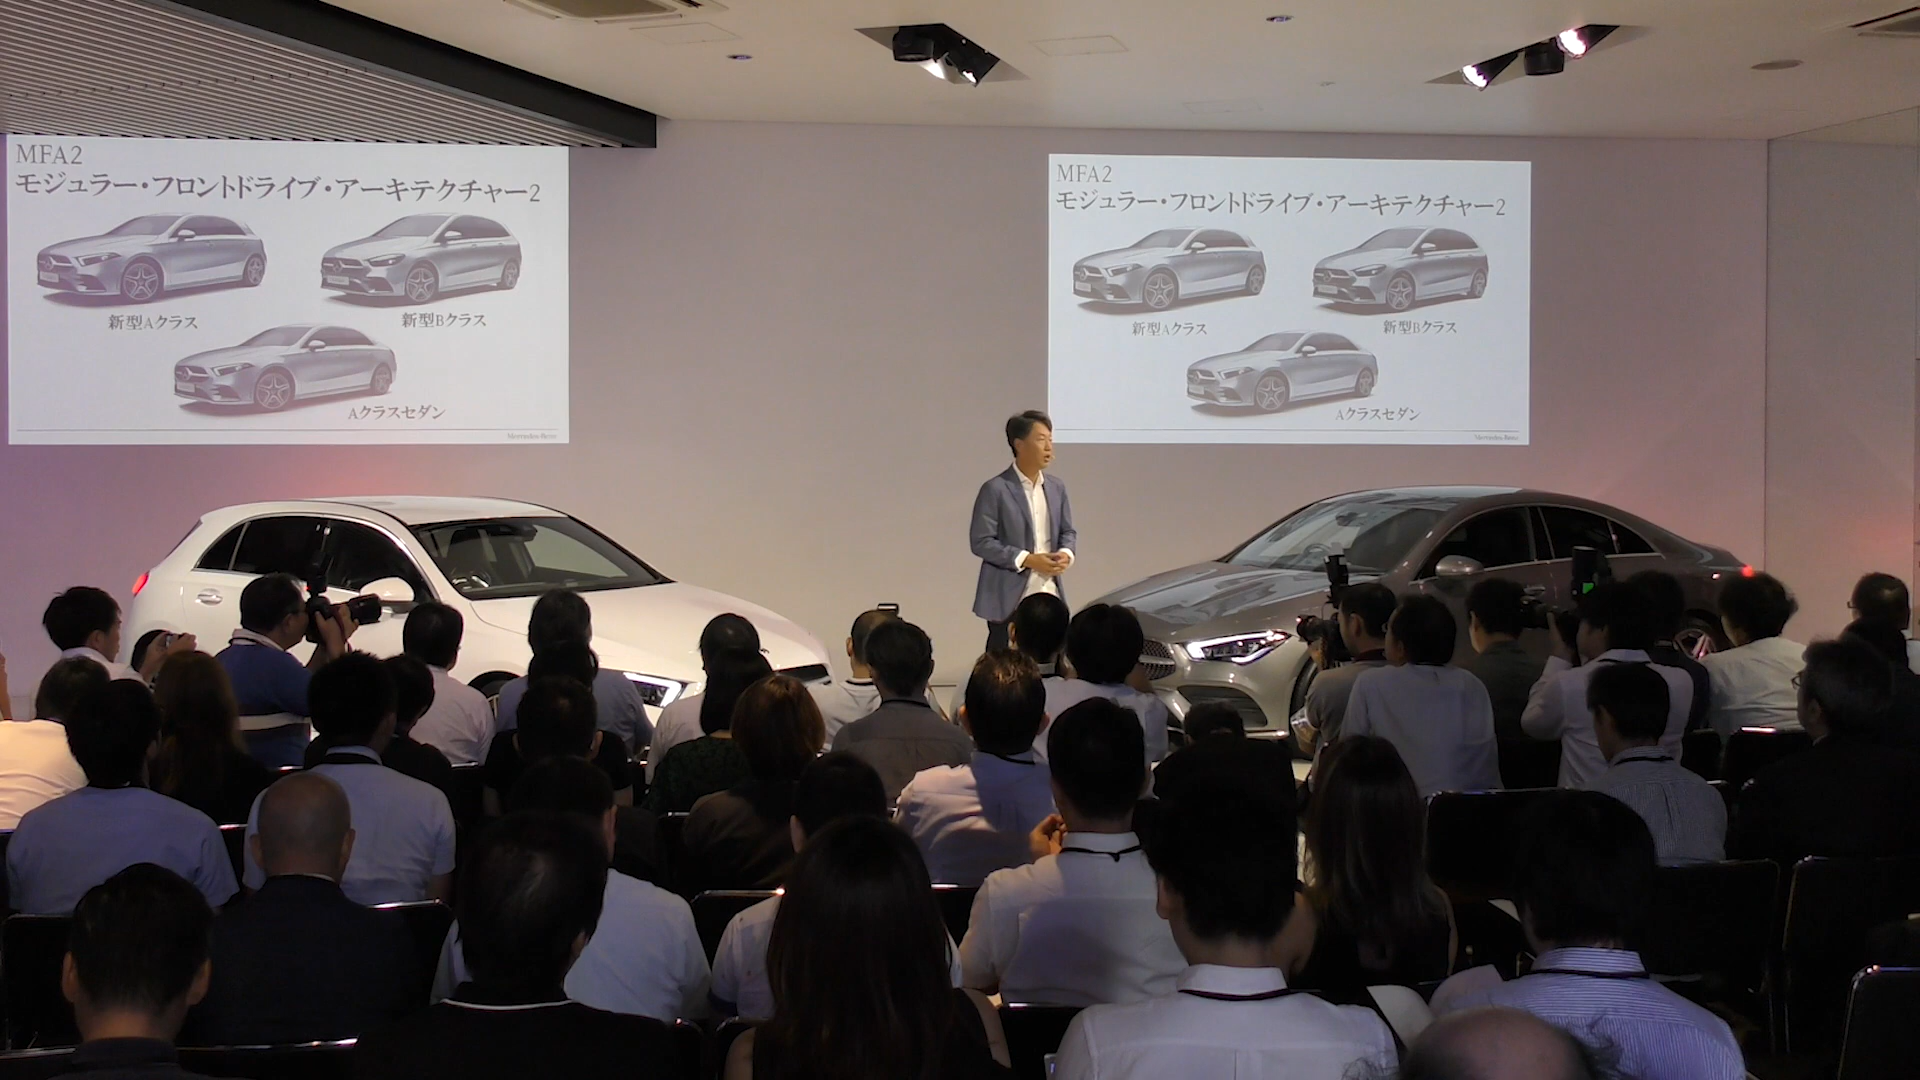 MFA2
モジュラー・フロントドライブ・アーキテクチャー2
新型Aクラス
新型Bクラス
Aクラスセダン
Mercedes-Benz
MFA2
モジュラー・フロントドライブ・アーキテクチャー2
新型Aクラス
新型Bクラス
Aクラスセダン
Mercedes-Benz